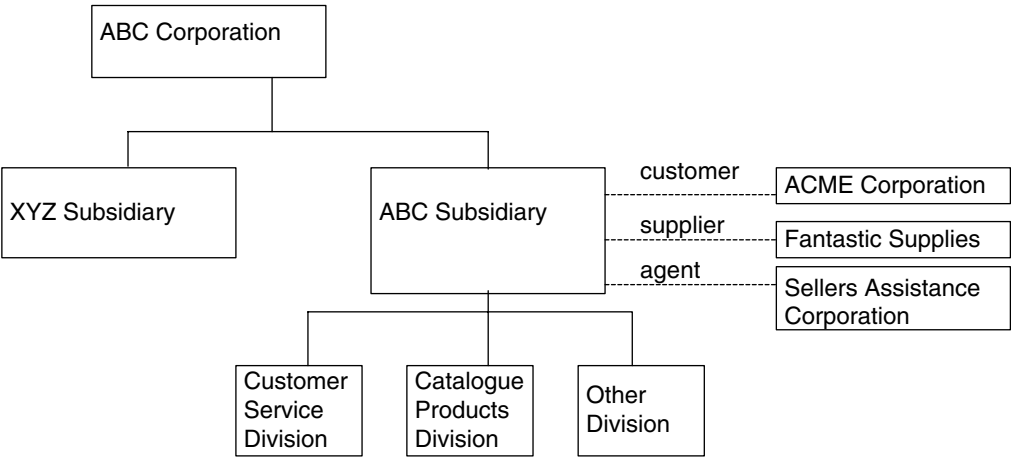 ABC Corporation
XYZ Subsidiary
ABC Subsidiary
customer
ACME Corporation
supplier
Fantastic Supplies
agent
Sellers Assistance
Corporation
Customer
Service
Division
Catalogue
Products
Division
Other
Division